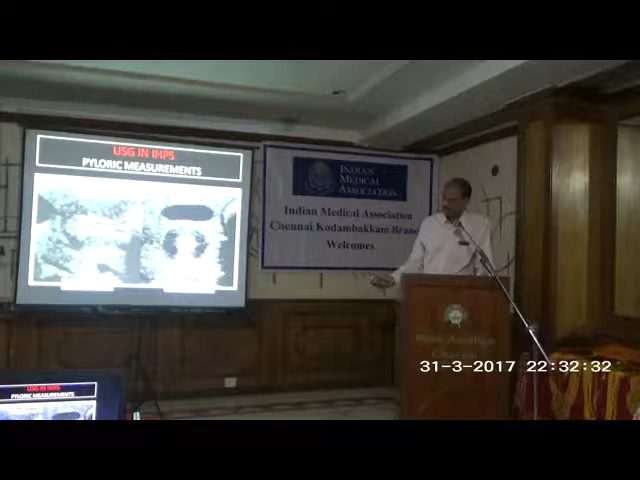 USG IN IHPS
PYLORIC MEASUREMENTS
INDIAN
MEDICAL
ASSOCIATION
Indian Medical Association
Chennai Kodambakkam Branch
Welcomes
31-3-2017 22:32:32
USG IN IHPS
PYLORIC MEASUREMENTS